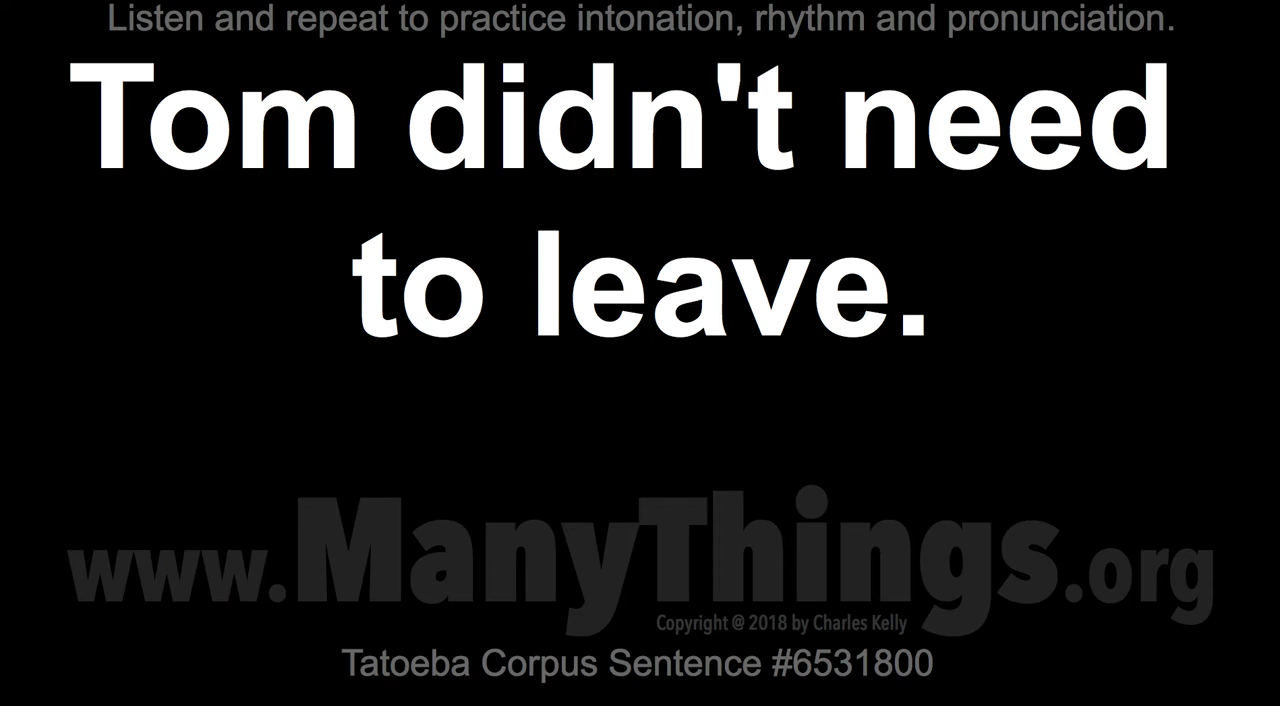 Listen and repeat to practice intonation, rhythm and pronunciation.
Tom didn't need
to leave.
www.ManyThings.org
Copyright @ 2018 by Charles Kelly
Tatoeba Corpus Sentence #6531800